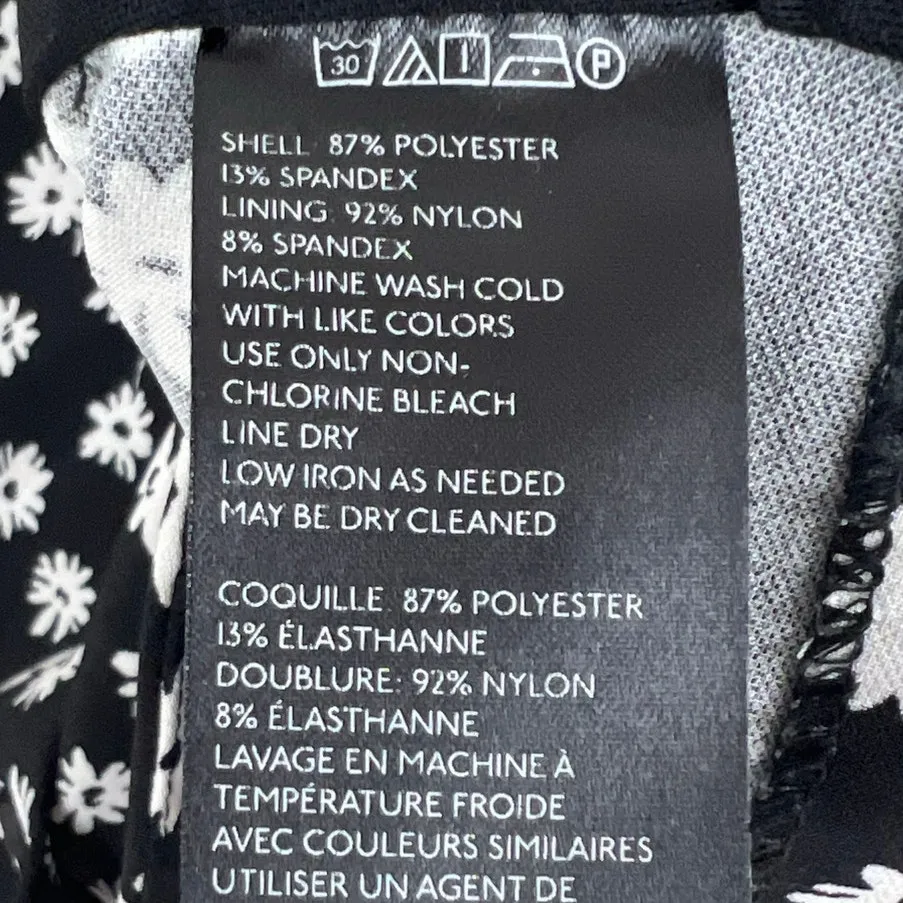 30 P
SHELL 87% POLYESTER
13% SPANDEX
LINING: 92% NYLON
8% SPANDEX
MACHINE WASH COLD
WITH LIKE COLORS
USE ONLY NON-
CHLORINE BLEACH
LINE DRY
LOW IRON AS NEEDED
MAY BE DRY CLEANED
COQUILLE 87% POLYESTER
13% ÉLASTHANNE
DOUBLURE: 92% NYLON
8% ÉLASTHANNE
LAVAGE EN MACHINE À
TEMPÉRATURE FROIDE
AVEC COULEURS SIMILAIRES
UTILISER UN AGENT DE